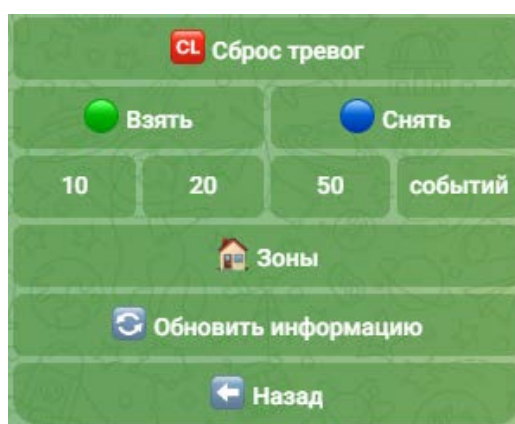 CL Сброс тревог
Взять Снять
10 20 50 событий
Зоны
Обновить информацию
Назад